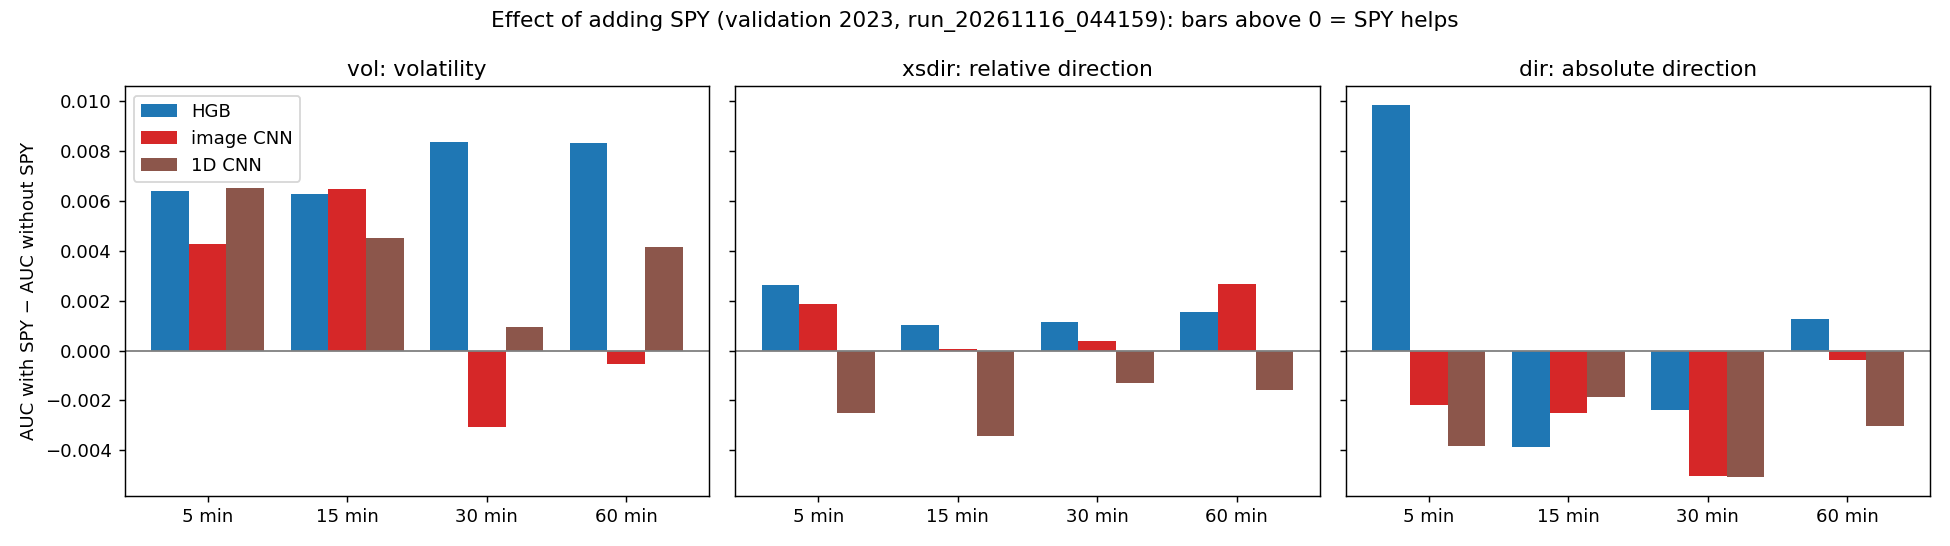 Effect of adding SPY (validation 2023, run_20261116_044159): bars above 0 = SPY helps
vol: volatility
xsdir: relative direction
dir: absolute direction
AUC with SPY − AUC without SPY
0.010
0.008
0.006
0.004
0.002
0.000
−0.002
−0.004
HGB
image CNN
1D CNN
5 min
15 min
30 min
60 min
5 min
15 min
30 min
60 min
5 min
15 min
30 min
60 min